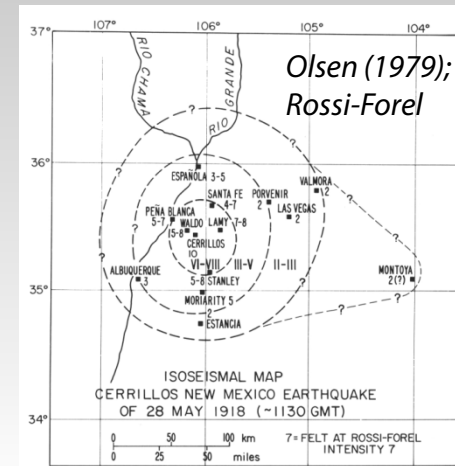 107° 106° 105° 104°
37°
Olsen (1979);
Rossi-Forel
RIO CHAMA
RIO GRANDE
36°
ESPAÑOLA 3-5
VALMORA
2
SANTA FE
4-7
PORVENIR
2
LAS VEGAS
2
PEÑA BLANCA
5-7
WALDO
15-8
LAMY 7-8
CERRILLOS
10
VI-VIII III-V II-III
5-8 STANLEY
ALBUQUERQUE
3
MONTOYA
2(?)
35°
MORIARITY 5
2
ESTANCIA
ISOSEISMAL MAP
CERRILLOS NEW MEXICO EARTHQUAKE
OF 28 MAY 1918 (~1130 GMT)
34°
0 50 100 km
0 25 50 miles
7=FELT AT ROSSI-FOREL
INTENSITY 7
? ? ? ? ? ? ? ? ?